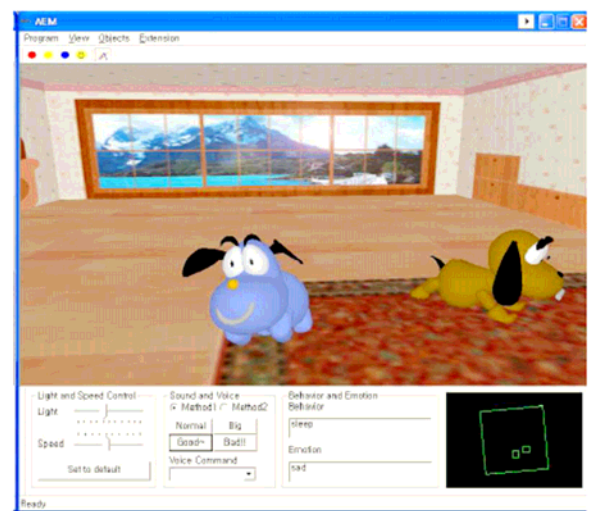 AEM
Program View Objects Extension
Light and Speed Control
Light
Speed
Set to default
Sound and Voice
Method1 Method2
Normal Big
Good~ Bad!!
Voice Command
Behavior and Emotion
Behavior
sleep
Emotion
sad
Ready